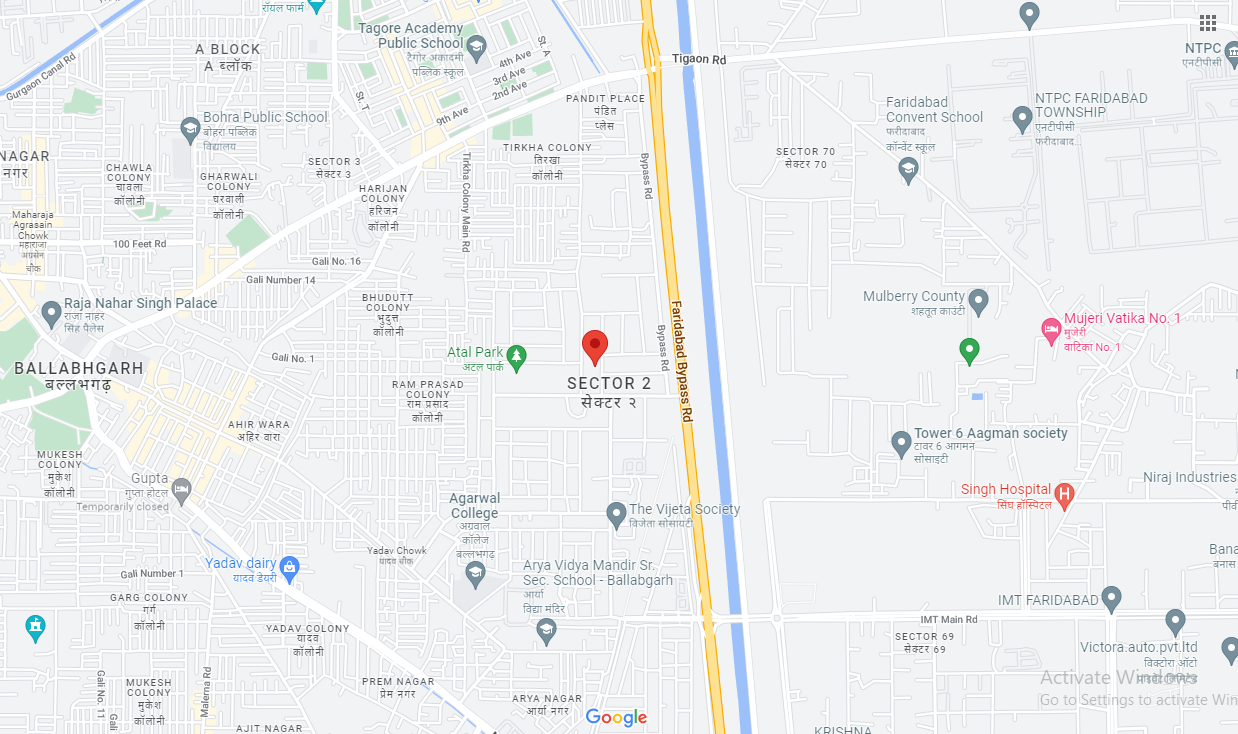 रॉयल फार्म
Tagore Academy
Public School
टैगोर अकादमी
पब्लिक स्कूल
A BLOCK
A ब्लॉक
Gurgaon Canal Rd
St. A
4th Ave
3rd Ave
2nd Ave
9th Ave
St. T
Tigaon Rd
NTPC
एनटीपीसी
PANDIT PLACE
पंडित
प्लेस
Faridabad
Convent School
फरीदाबाद
कॉन्वेंट स्कूल
NTPC FARIDABAD
TOWNSHIP
एनटीपीसी
फरीदाबाद...
Bohra Public School
बोहरा पब्लिक
विद्यालय
NAGAR
नगर
CHAWLA
COLONY
चावला
कॉलोनी
SECTOR 3
सेक्टर 3
TIRKHA COLONY
तिरखा
कॉलोनी
SECTOR 70
सेक्टर 70
GHARWALI
COLONY
घरवाली
कॉलोनी
HARIJAN
COLONY
हरिजन
कॉलोनी
Tirkha Colony Main Rd
Bypass Rd
Maharaja
Agrasain
Chowk
महाराजा
अग्रसेन
चौक
100 Feet Rd
Gali No. 16
Gali Number 14
Raja Nahar Singh Palace
राजा नाहर
सिंह पैलेस
BHUDUTT
COLONY
भुदुत्त
कॉलोनी
Mulberry County
शहतूत काउंटी
Mujeri Vatika No. 1
मुजेरी
वाटिका No. 1
Faridabad Bypass Rd
Bypass Rd
Gali No. 1
Atal Park
अटल पार्क
BALLABHGARH
बल्लभगढ़
SECTOR 2
सेक्टर २
RAM PRASAD
COLONY
राम प्रसाद
कॉलोनी
AHIR WARA
अहिर वारा
Tower 6 Aagman society
टावर 6 आगमन
सोसाइटी
MUKESH
COLONY
मुकेश
कॉलोनी
Gupta
गुप्ता होटल
Temporarily closed
Singh Hospital
सिंघ हॉस्पिटल
Niraj Industries
Agarwal
College
अग्रवाल
कॉलेज
बल्लभगढ़
The Vijeta Society
विजेता सोसायटी
Yadav Chowk
यादव चौक
Yadav dairy
यादव डेयरी
Arya Vidya Mandir Sr.
Sec. School - Ballabgarh
आर्या
विद्या मंदिर
Bana
बनास
Gali Number 1
GARG COLONY
गर्ग
कॉलोनी
IMT FARIDABAD
IMT Main Rd
YADAV COLONY
यादव
कॉलोनी
SECTOR 69
सेक्टर 69
Victora.auto.pvt.ltd
विक्टोरा ऑटो
Activate Windows
Go to Settings to activate Win
Gali No. 11
Gali
Malerna Rd
MUKESH
COLONY
मुकेश
कॉलोनी
PREM NAGAR
प्रेम नगर
ARYA NAGAR
आर्या नगर
Google
AJIT NAGAR
KRISHNA